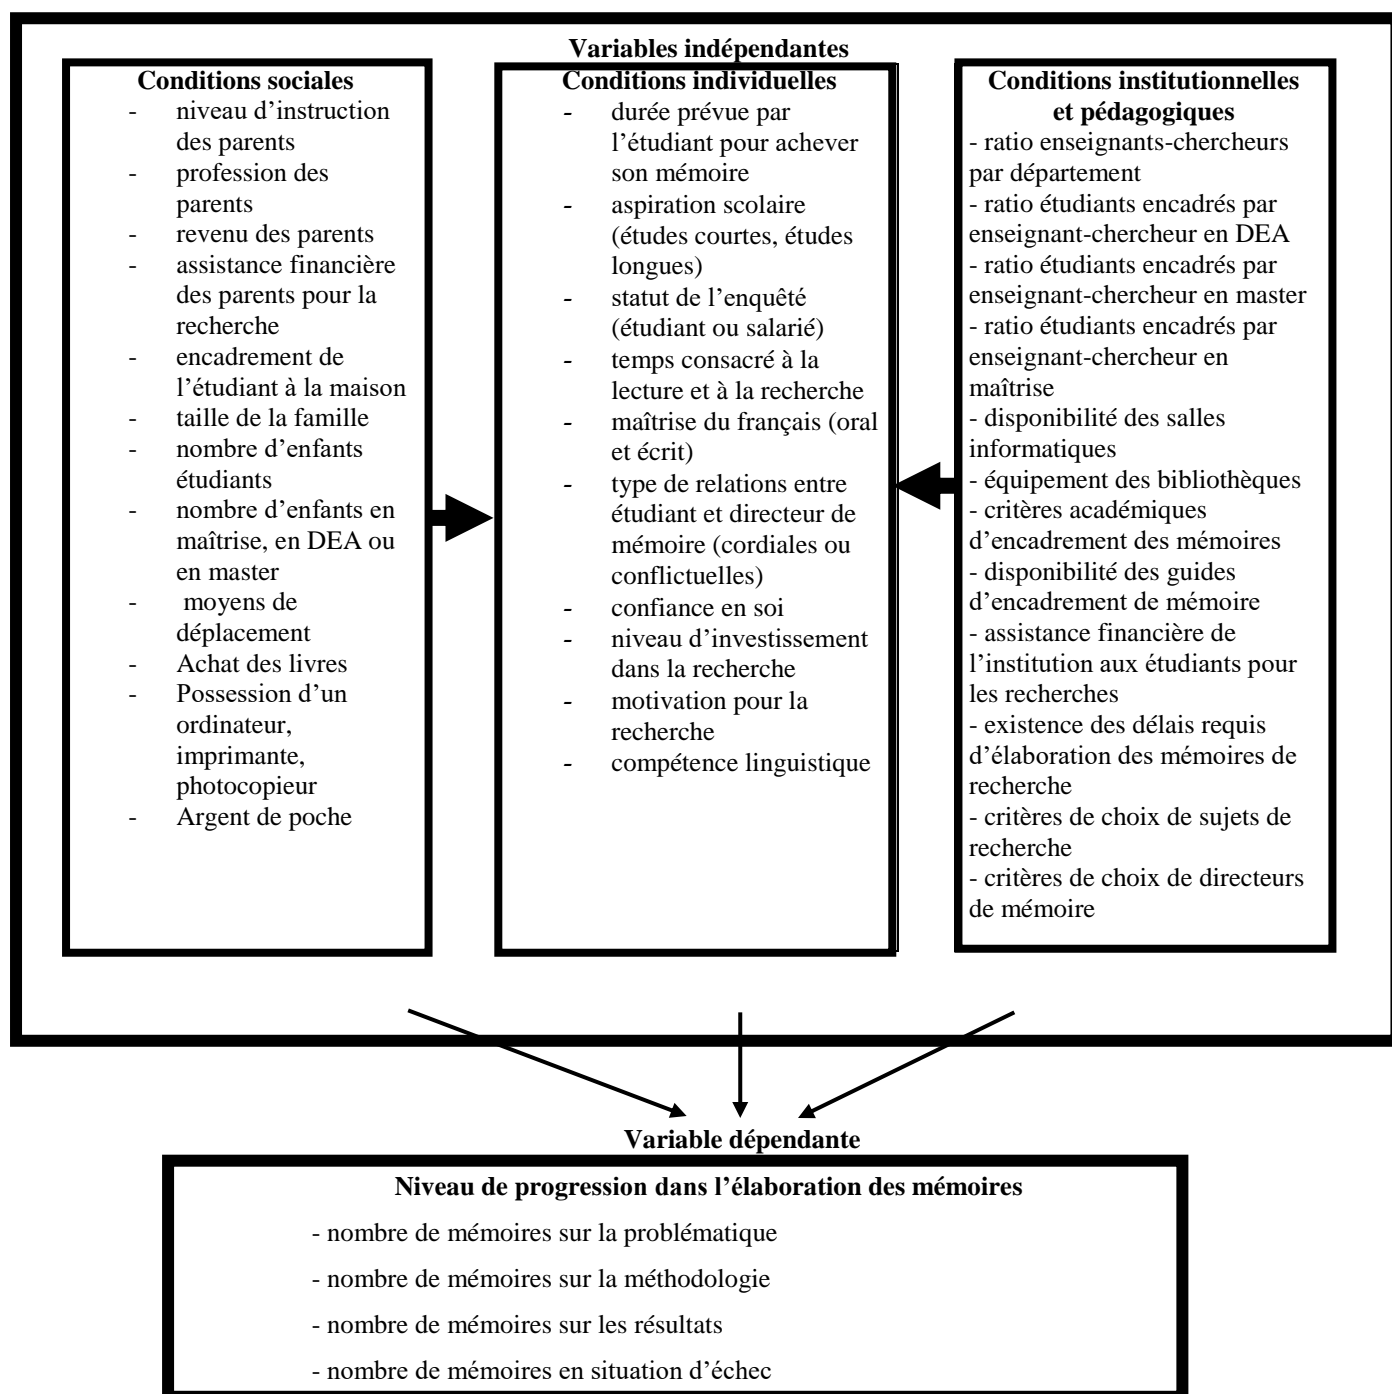 Variables indépendantes
Conditions sociales
- niveau d’instruction
des parents
- profession des
parents
- revenu des parents
- assistance financière
des parents pour la
recherche
- encadrement de
l’étudiant à la maison
- taille de la famille
- nombre d’enfants
étudiants
- nombre d’enfants en
maîtrise, en DEA ou
en master
- moyens de
déplacement
- Achat des livres
- Possession d’un
ordinateur,
imprimante,
photocopieur
- Argent de poche
Conditions individuelles
- durée prévue par
l’étudiant pour achever
son mémoire
- aspiration scolaire
(études courtes, études
longues)
- statut de l’enquêté
(étudiant ou salarié)
- temps consacré à la
lecture et à la recherche
- maîtrise du français (oral
et écrit)
- type de relations entre
étudiant et directeur de
mémoire (cordiales ou
conflictuelles)
- confiance en soi
- niveau d’investissement
dans la recherche
- motivation pour la
recherche
- compétence linguistique
Conditions institutionnelles
et pédagogiques
- ratio enseignants-chercheurs
par département
- ratio étudiants encadrés par
enseignant-chercheur en DEA
- ratio étudiants encadrés par
enseignant-chercheur en master
- ratio étudiants encadrés par
enseignant-chercheur en
maîtrise
- disponibilité des salles
informatiques
- équipement des bibliothèques
- critères académiques
d’encadrement des mémoires
- disponibilité des guides
d’encadrement de mémoire
- assistance financière de
l’institution aux étudiants pour
les recherches
- existence des délais requis
d’élaboration des mémoires de
recherche
- critères de choix de sujets de
recherche
- critères de choix de directeurs
de mémoire
Variable dépendante
Niveau de progression dans l’élaboration des mémoires
- nombre de mémoires sur la problématique
- nombre de mémoires sur la méthodologie
- nombre de mémoires sur les résultats
- nombre de mémoires en situation d’échec